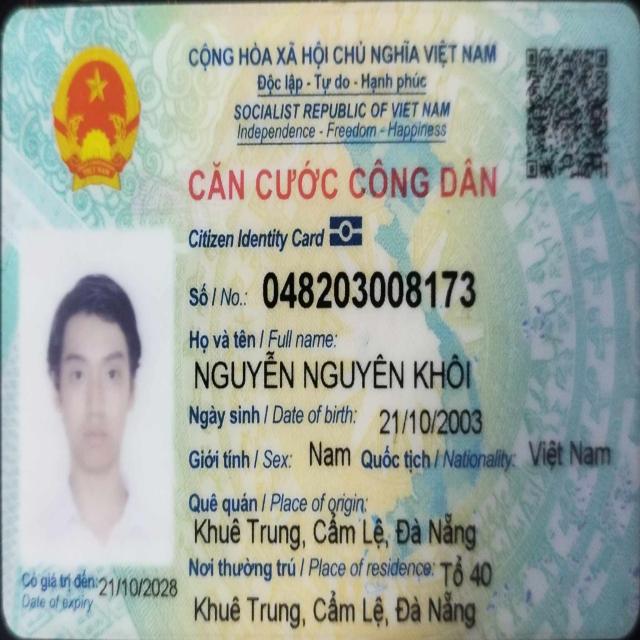 CỘNG HÒA XÃ HỘI CHỦ NGHĨA VIỆT NAM
Độc lập - Tự do - Hạnh phúc
SOCIALIST REPUBLIC OF VIET NAM
Independence - Freedom - Happiness
CĂN CƯỚC CÔNG DÂN
Citizen Identity Card
Số / No.: 048203008173
Họ và tên / Full name:
NGUYỄN NGUYÊN KHÔI
Ngày sinh / Date of birth: 21/10/2003
Giới tính / Sex: Nam Quốc tịch / Nationality: Việt Nam
Quê quán / Place of origin:
Khuê Trung, Cẩm Lệ, Đà Nẵng
Nơi thường trú / Place of residence: Tổ 40
Khuê Trung, Cẩm Lệ, Đà Nẵng
Có giá trị đến: 21/10/2028
Date of expiry